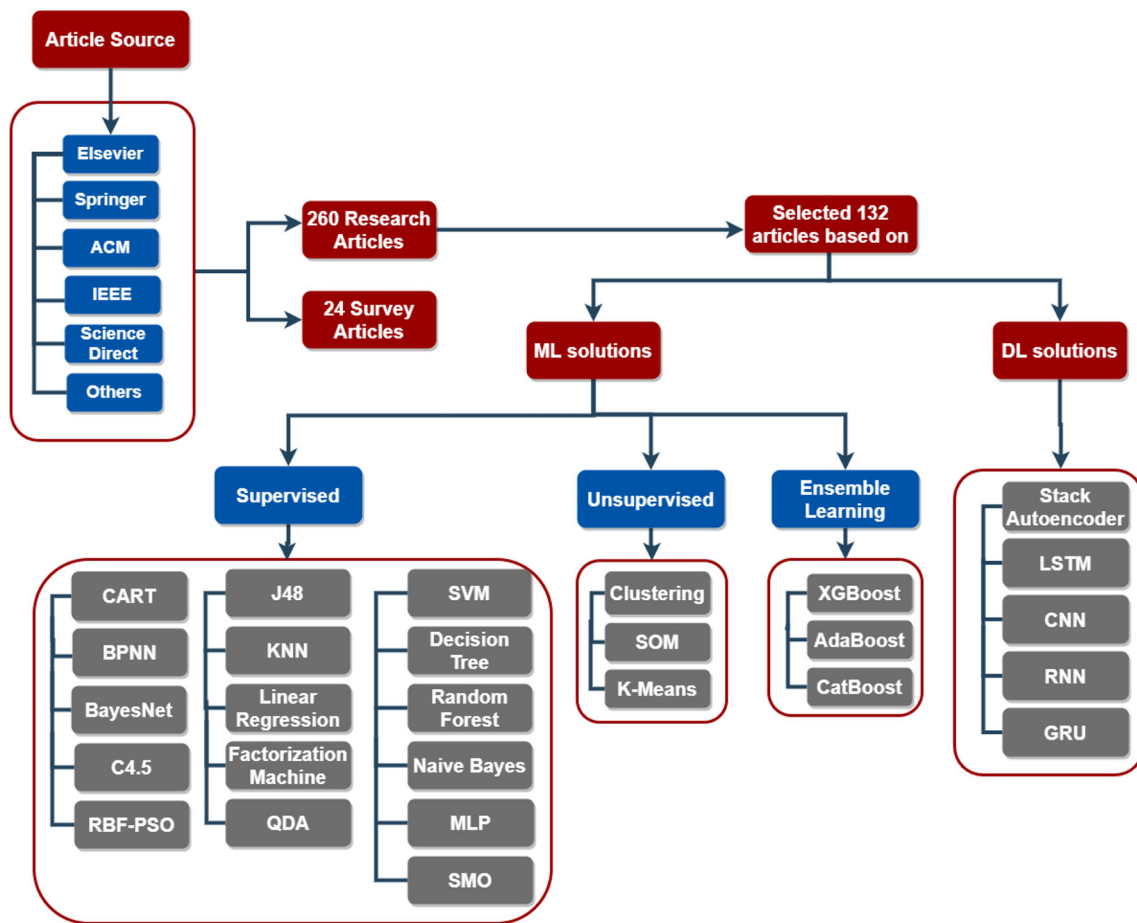 Article Source
Elsevier
Springer
ACM
IEEE
Science
Direct
Others
260 Research
Articles
24 Survey
Articles
Selected 132
articles based on
ML solutions
DL solutions
Supervised
Unsupervised
Ensemble
Learning
CART
BPNN
BayesNet
C4.5
RBF-PSO
J48
KNN
Linear
Regression
Factorization
Machine
QDA
SVM
Decision
Tree
Random
Forest
Naive Bayes
MLP
SMO
Clustering
SOM
K-Means
XGBoost
AdaBoost
CatBoost
Stack
Autoencoder
LSTM
CNN
RNN
GRU